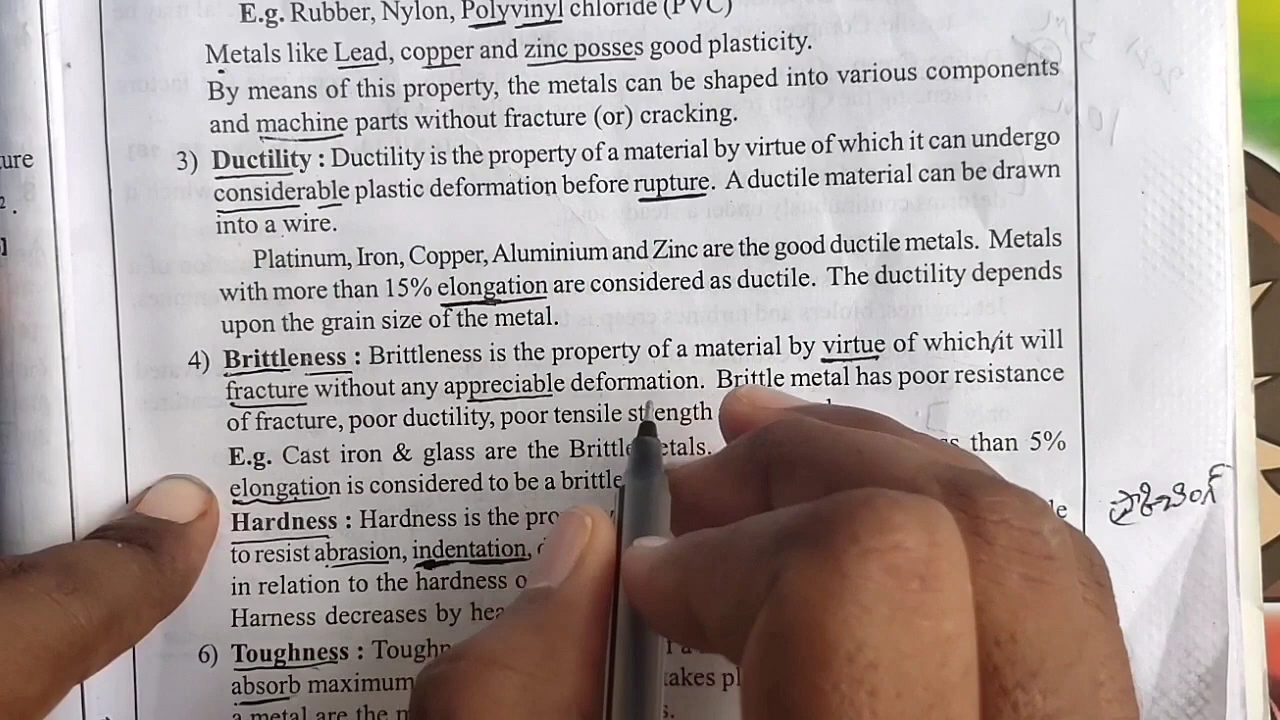 E.g. Rubber, Nylon, Polyvinyl chloride (PVC)
Metals like Lead, copper and zinc posses good plasticity.
By means of this property, the metals can be shaped into various components
and machine parts without fracture (or) cracking.
ure
3) Ductility : Ductility is the property of a material by virtue of which it can undergo
considerable plastic deformation before rupture. A ductile material can be drawn
into a wire.
Platinum, Iron, Copper, Aluminium and Zinc are the good ductile metals. Metals
with more than 15% elongation are considered as ductile. The ductility depends
upon the grain size of the metal.
4) Brittleness : Brittleness is the property of a material by virtue of which it will
fracture without any appreciable deformation. Brittle metal has poor resistance
of fracture, poor ductility, poor tensile strength
E.g. Cast iron & glass are the Brittle etals. than 5%
elongation is considered to be a brittle
Hardness : Hardness is the pro
to resist abrasion, indentation,
in relation to the hardness o
Harness decreases by hea
6) Toughness : Toughn
absorb maximum takes pl
a metal are the